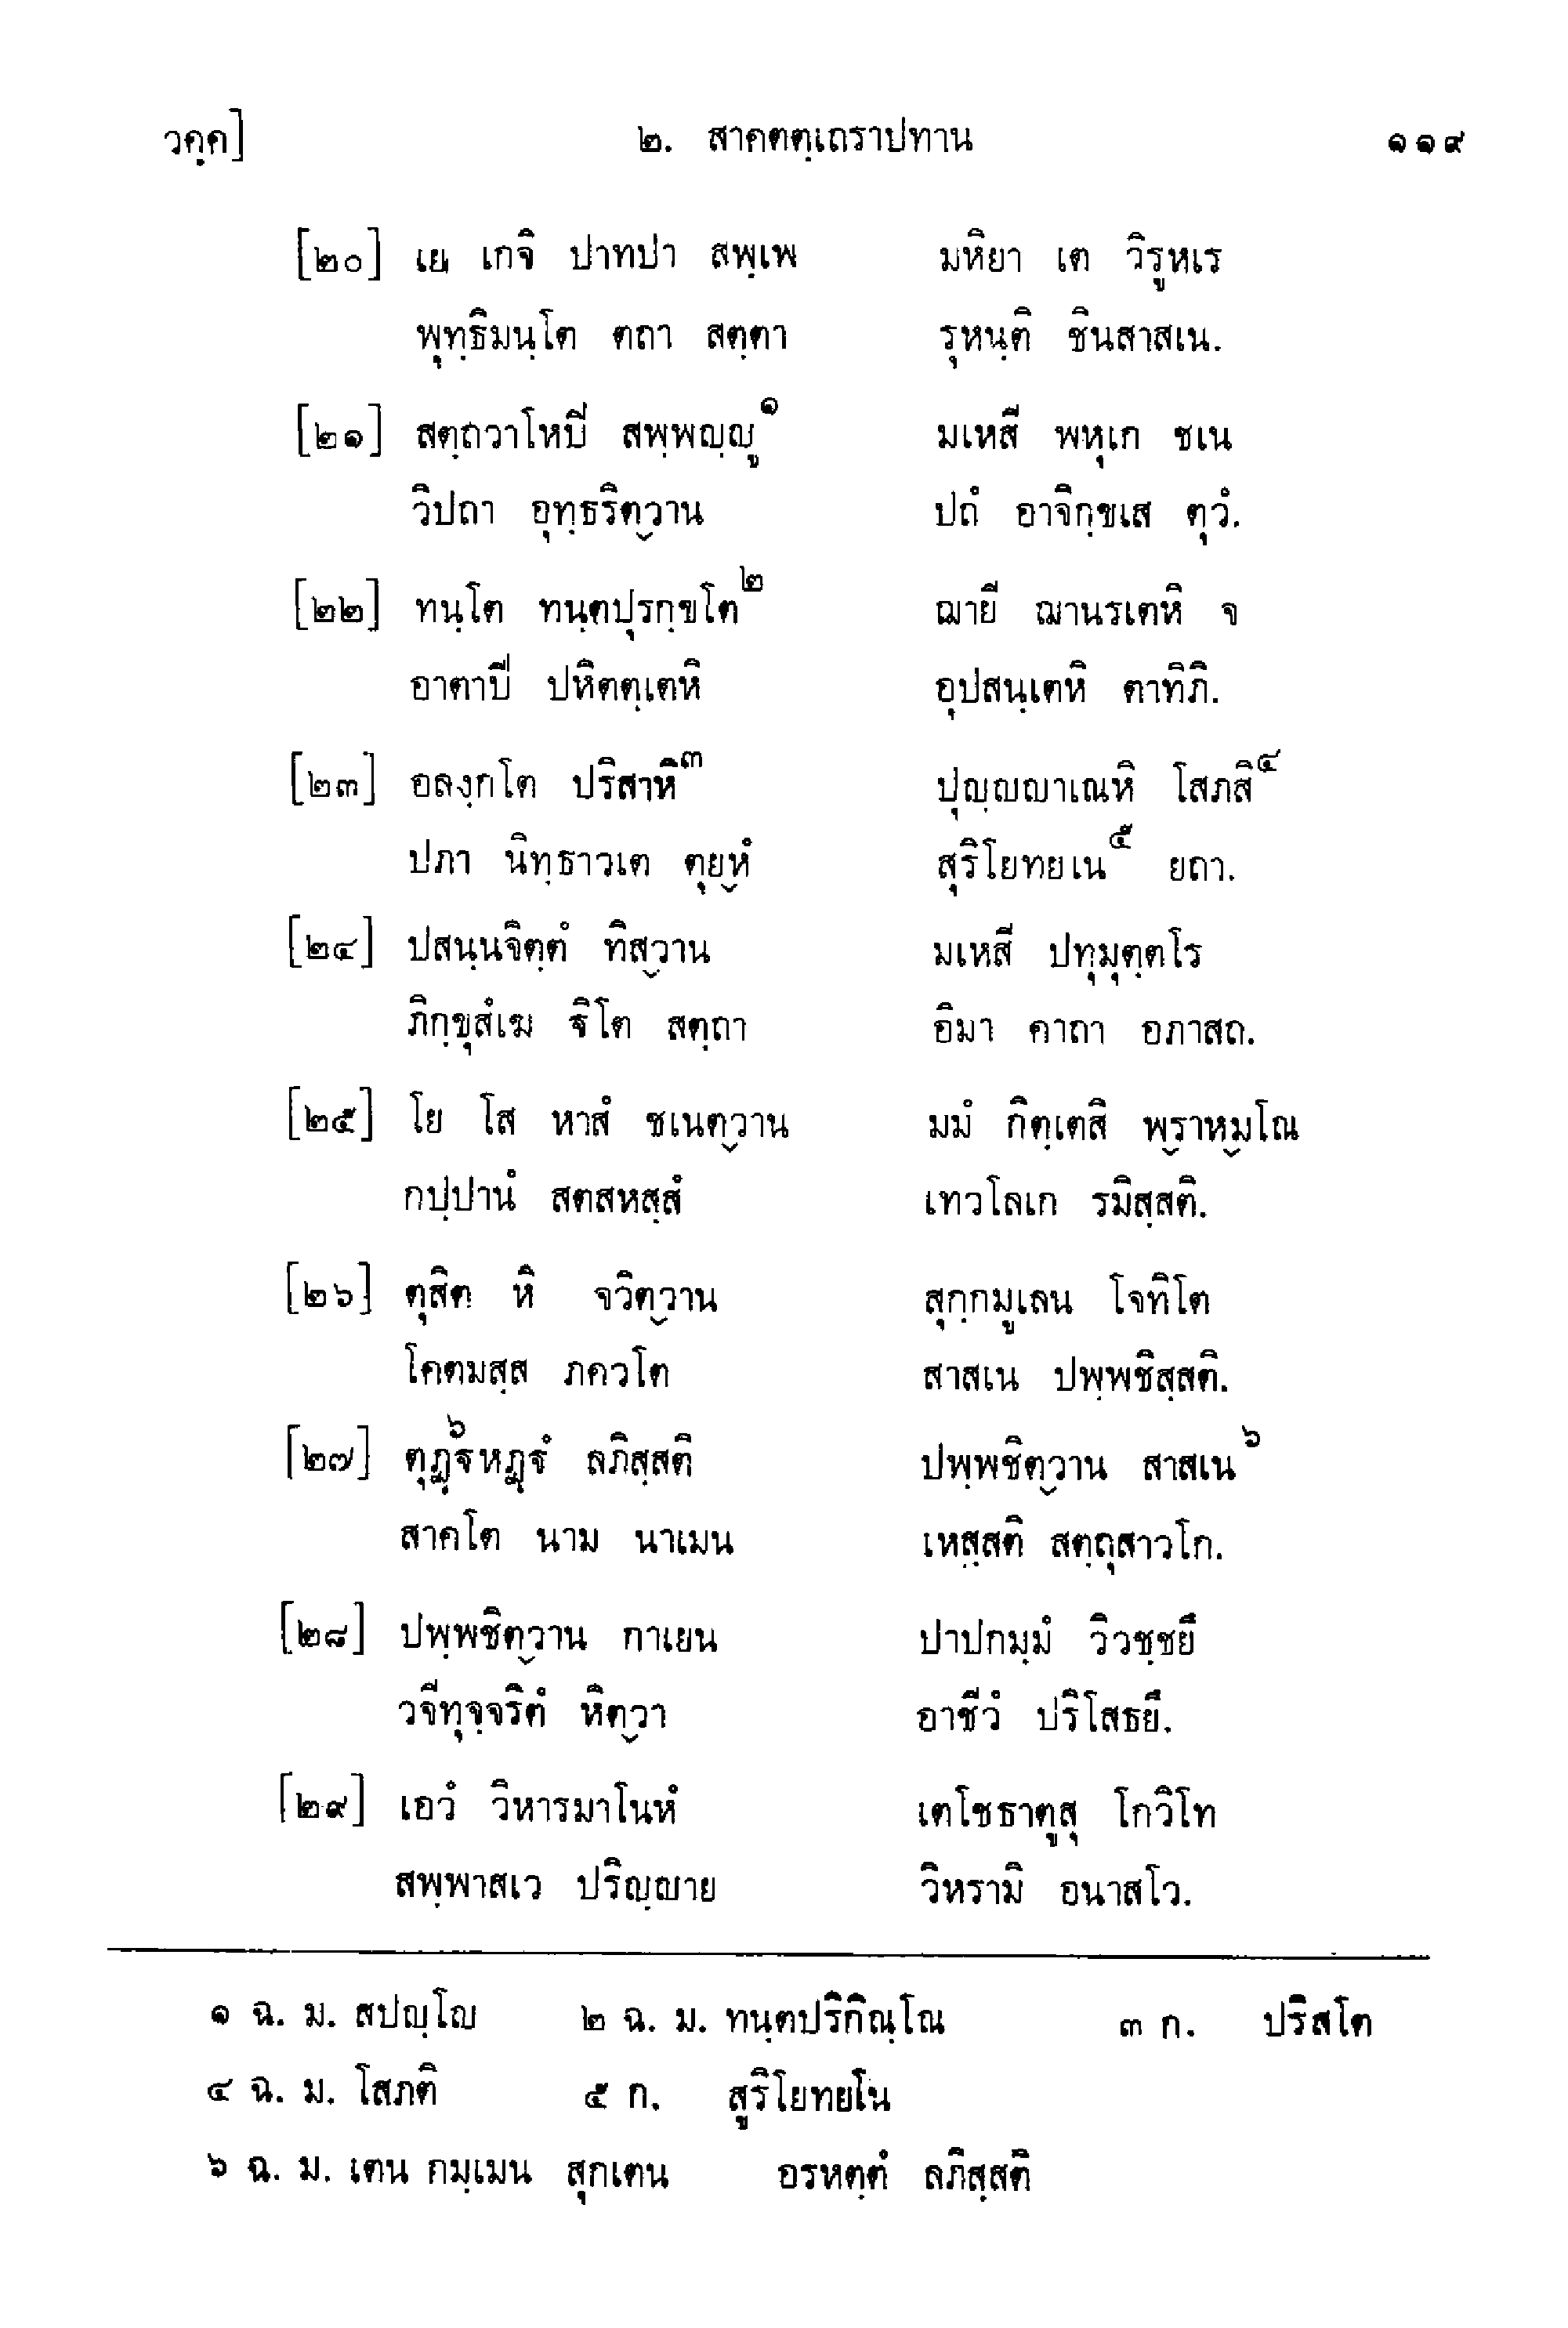 วคฺค] ๒. สาคตตฺเถราปทาน ๑๑๙
[๒๐] เย เกจิ ปาทปา สพฺเพ มหิยา เต วิรูหเร
พุทฺธิมนฺโต ตถา สตฺตา รุหนฺติ ชินสาสเน.
[๒๑] สตฺถวาโหปิ สพฺพญฺญู๑ มเหสี พหุเก ชเน
วิปถา อุทฺธริตฺวาน ปถํ อาจิกฺขเส ตุวํ.
[๒๒] ทนฺโต ทนฺตปุรกฺขโต๒ ฌายี ฌานรเตหิ จ
อาตาปี ปหิตตฺเตหิ อุปสนฺเตหิ ตาทิภิ.
[๒๓] อลงฺกโต ปริสาหิ๓ ปุญฺญญาเณหิ โสภสิ๔
ปภา นิทฺธาวเต ตุยฺหํ สุริโยทยเน๕ ยถา.
[๒๔] ปสนฺนจิตฺตํ ทิสฺวาน มเหสี ปทุมุตฺตโร
ภิกฺขุสํเฆ ฐิโต สตฺถา อิมา คาถา อภาสถ.
[๒๕] โย โส หาสํ ชเนตฺวาน มมํ กิตฺเตสิ พฺราหฺมโณ
กปฺปานํ สตสหสฺสํ เทวโลเก รมิสฺสติ.
[๒๖] ตุสิต หิ จวิตฺวาน สุกฺกมูเลน โจทิโต
โคตมสฺส ภควโต สาสเน ปพฺพชิสฺสติ.
[๒๗] ตุฏฺฐ๖หฏฺฐํ ลภิสฺสติ ปพฺพชิตฺวาน สาสเน๖
สาคโต นาม นาเมน เหสฺสติ สตฺถุสาวโก.
[๒๘] ปพฺพชิตฺวาน กาเยน ปาปกมฺมํ วิวชฺชยึ
วจีทุจฺจริตํ หิตฺวา อาชีวํ ปริโสธยึ.
[๒๙] เอวํ วิหารมาโนหํ เตโชธาตูสุ โกวิโท
สพฺพาสเว ปริญฺญาย วิหรามิ อนาสโว.
๑ ฉ. ม. สปญฺโญ ๒ ฉ. ม. ทนฺตปริกิณฺโณ ๓ ก. ปริสโต
๔ ฉ. ม. โสภติ ๕ ก. สูริโยทยโน
๖ ฉ. ม. เตน กมฺเมน สุกเตน อรหตฺตํ ลภิสฺสติ